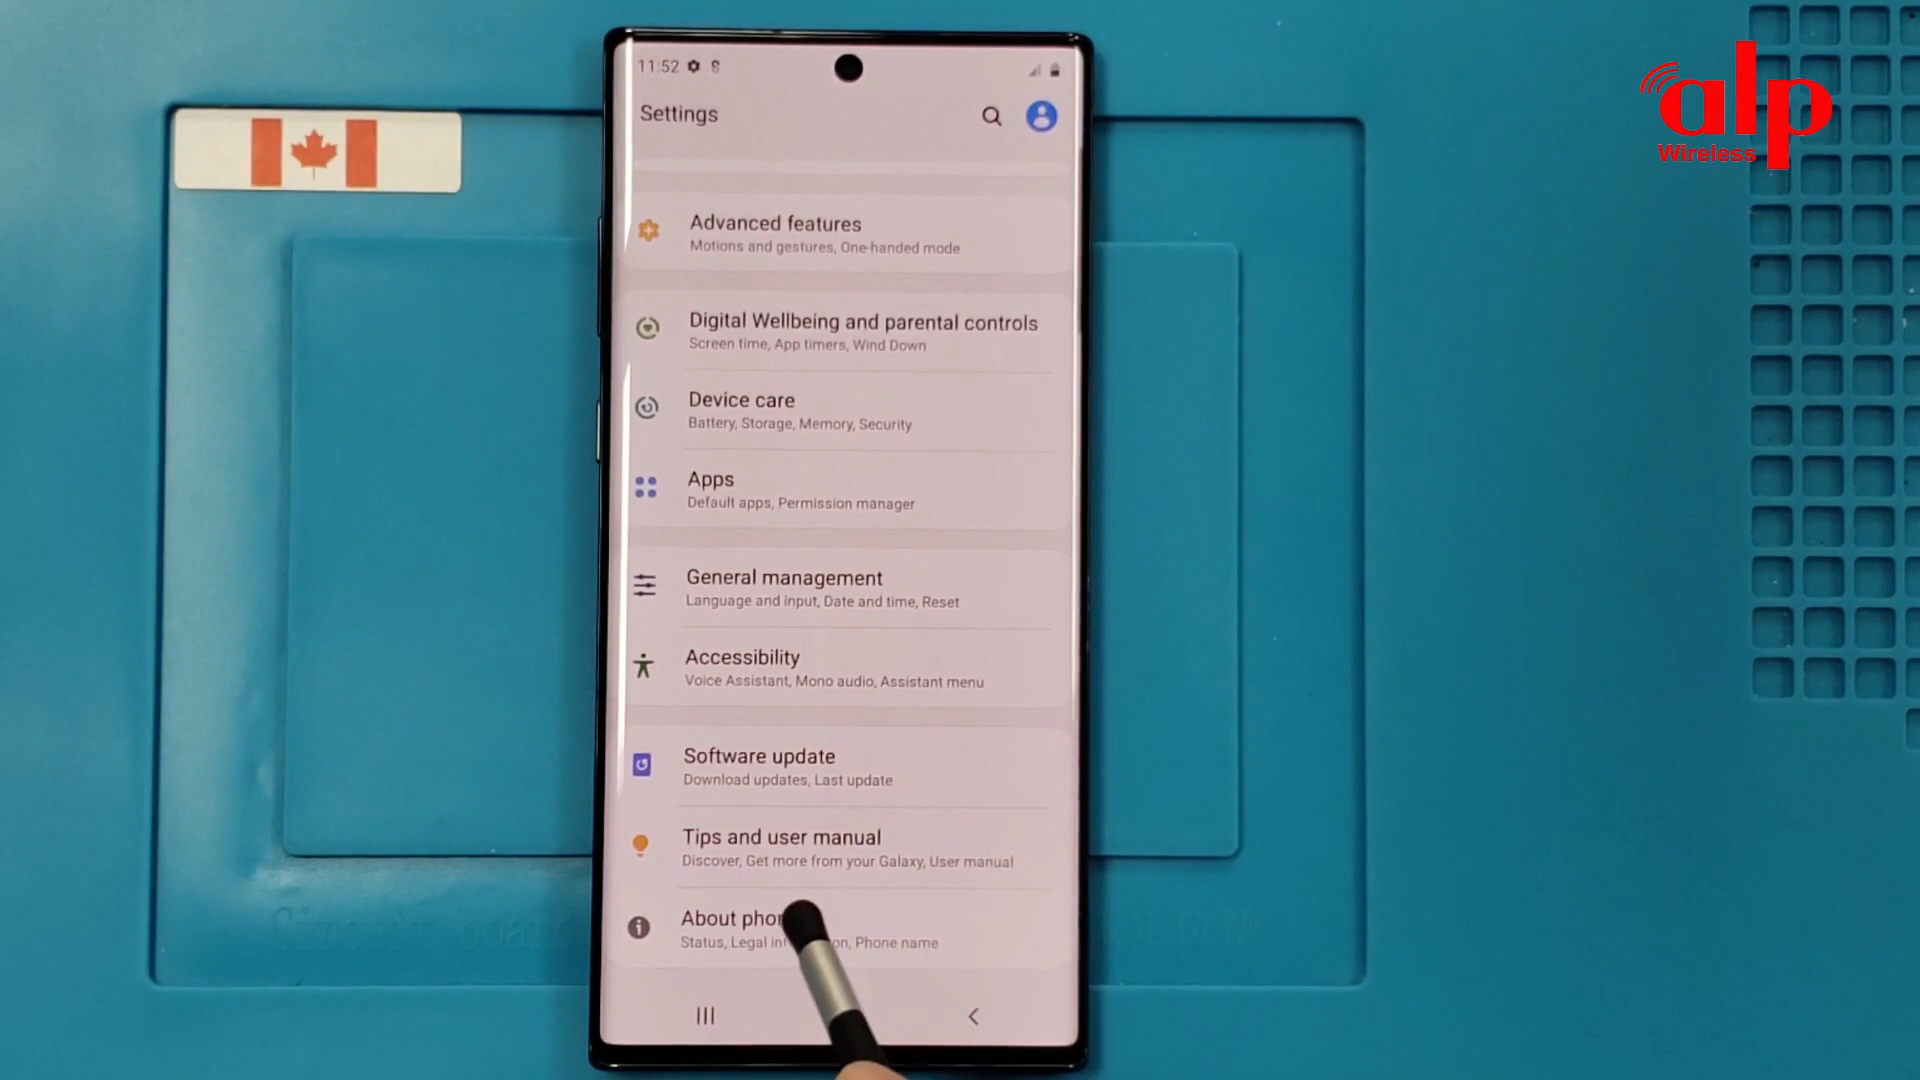 11:52
alp
Wireless
Settings
Advanced features
Motions and gestures, One-handed mode
Digital Wellbeing and parental controls
Screen time, App timers, Wind Down
Device care
Battery, Storage, Memory, Security
Apps
Default apps, Permission manager
General management
Language and input, Date and time, Reset
Accessibility
Voice Assistant, Mono audio, Assistant menu
Software update
Download updates, Last update
Tips and user manual
Discover, Get more from your Galaxy, User manual
About phon
Status, Legal in on, Phone name
Circuit board